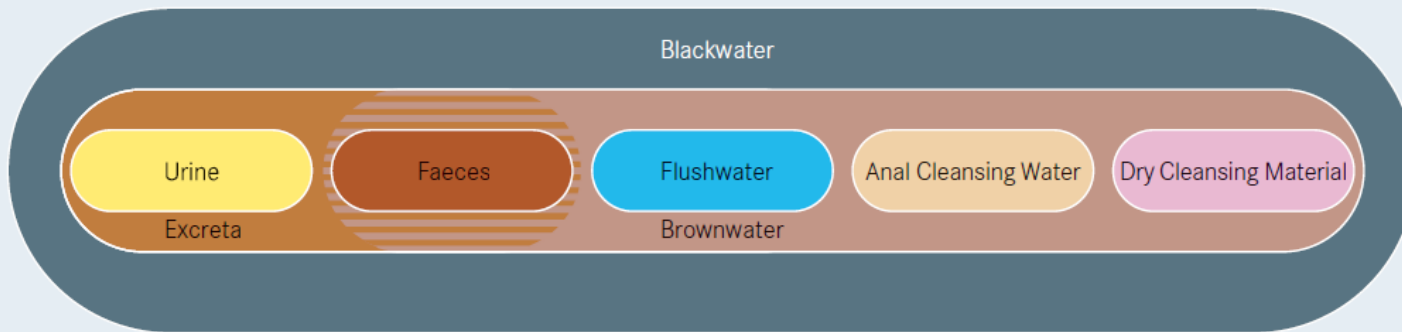 Blackwater
Urine
Faeces
Flushwater
Anal Cleansing Water
Dry Cleansing Material
Excreta
Brownwater